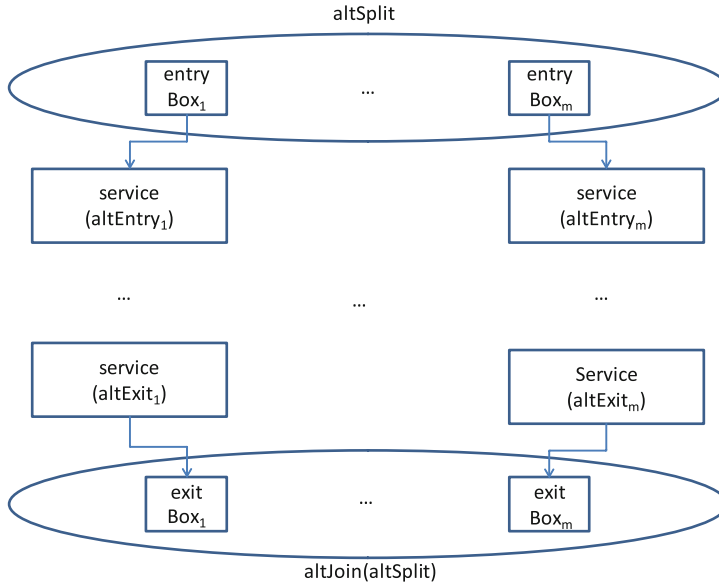 altSplit
entry
Box₁
...
entry
Boxₘ
service
(altEntry₁)
service
(altEntryₘ)
...
...
...
service
(altExit₁)
Service
(altExitₘ)
exit
Box₁
...
exit
Boxₘ
altJoin(altSplit)